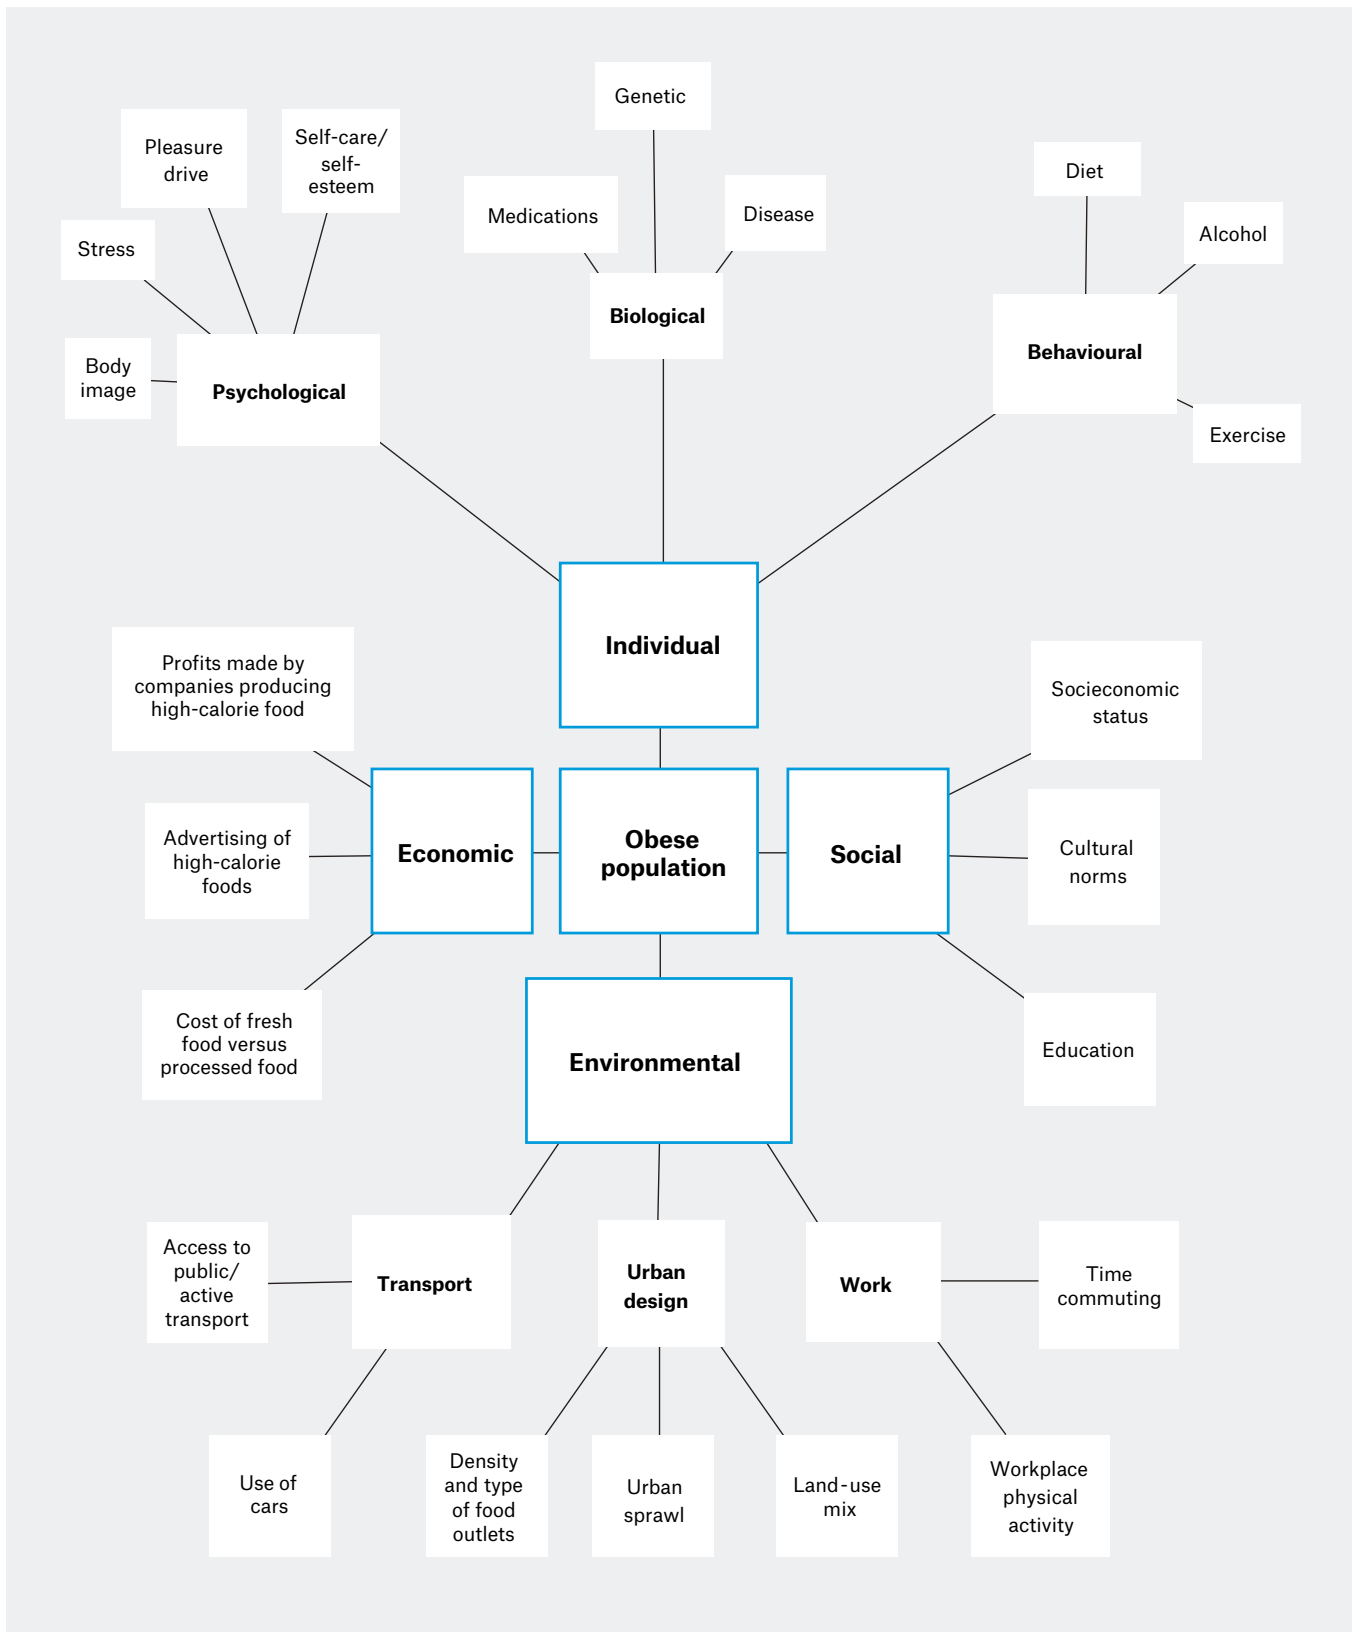 Genetic
Pleasure
drive
Self-care/
self-
esteem
Diet
Medications
Disease
Stress
Alcohol
Biological
Behavioural
Body
image
Psychological
Exercise
Individual
Profits made by
companies producing
high-calorie food
Socieconomic
status
Advertising of
high-calorie
foods
Economic
Obese
population
Social
Cultural
norms
Cost of fresh
food versus
processed food
Environmental
Education
Access to
public/
active
transport
Transport
Urban
design
Work
Time
commuting
Use of
cars
Density
and type
of food
outlets
Urban
sprawl
Land-use
mix
Workplace
physical
activity